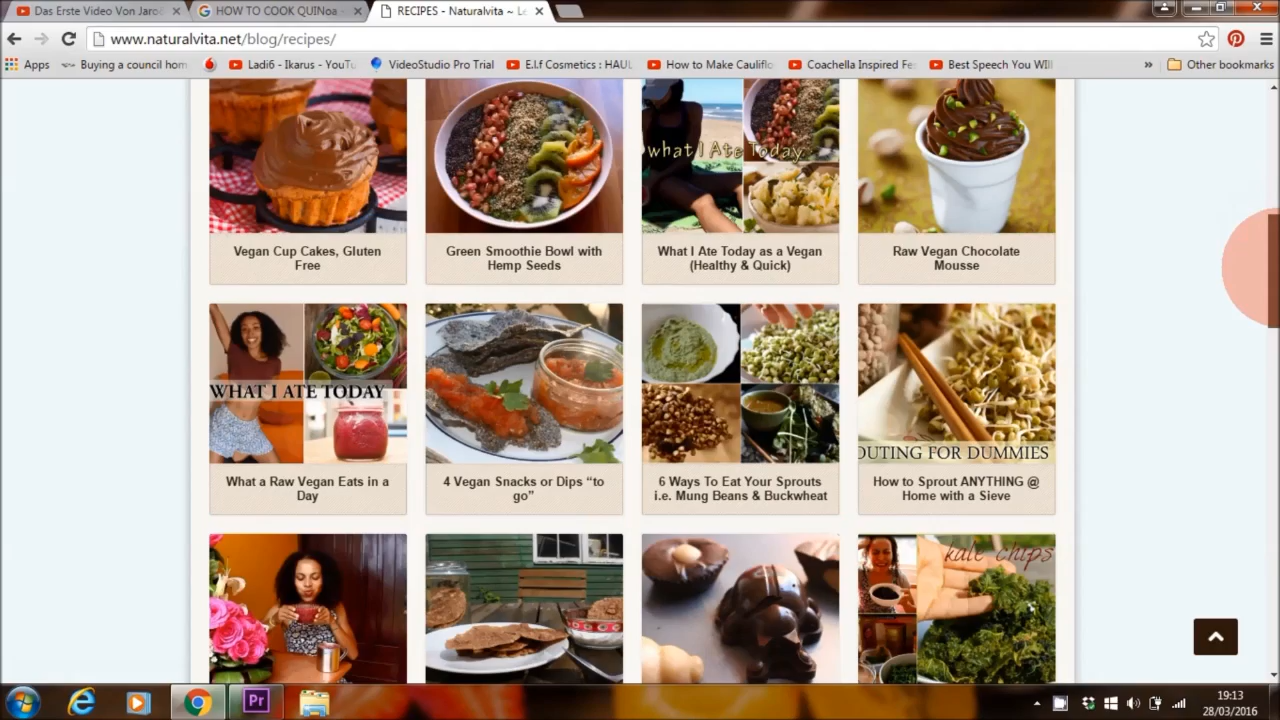 Das Erste Video Von Jaro
HOW TO COOK QUINoa -
RECIPES - Naturalvita ~ Le
www.naturalvita.net/blog/recipes/
Apps
Buying a council hom
Ladi6 - Ikarus - YouTu
VideoStudio Pro Trial
E.l.f Cosmetics : HAUL
How to Make Cauliflo
Coachella Inspired Fe
Best Speech You Will
»
Other bookmarks
what I Ate Today
Vegan Cup Cakes, Gluten
Free
Green Smoothie Bowl with
Hemp Seeds
What I Ate Today as a Vegan
(Healthy & Quick)
Raw Vegan Chocolate
Mousse
WHAT I ATE TODAY
OUTING FOR DUMMIES
What a Raw Vegan Eats in a
Day
4 Vegan Snacks or Dips “to
go”
6 Ways To Eat Your Sprouts
i.e. Mung Beans & Buckwheat
How to Sprout ANYTHING @
Home with a Sieve
kale chips
Pr
19:13
28/03/2016